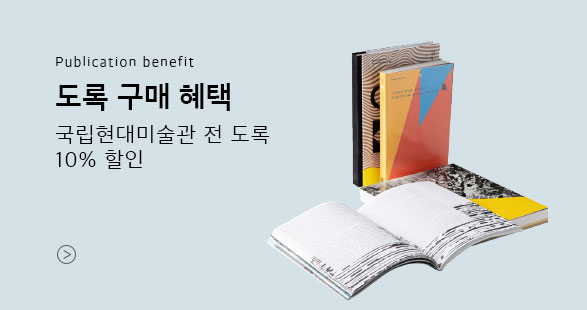 Publication benefit
도록 구매 혜택
국립현대미술관 전 도록
10% 할인